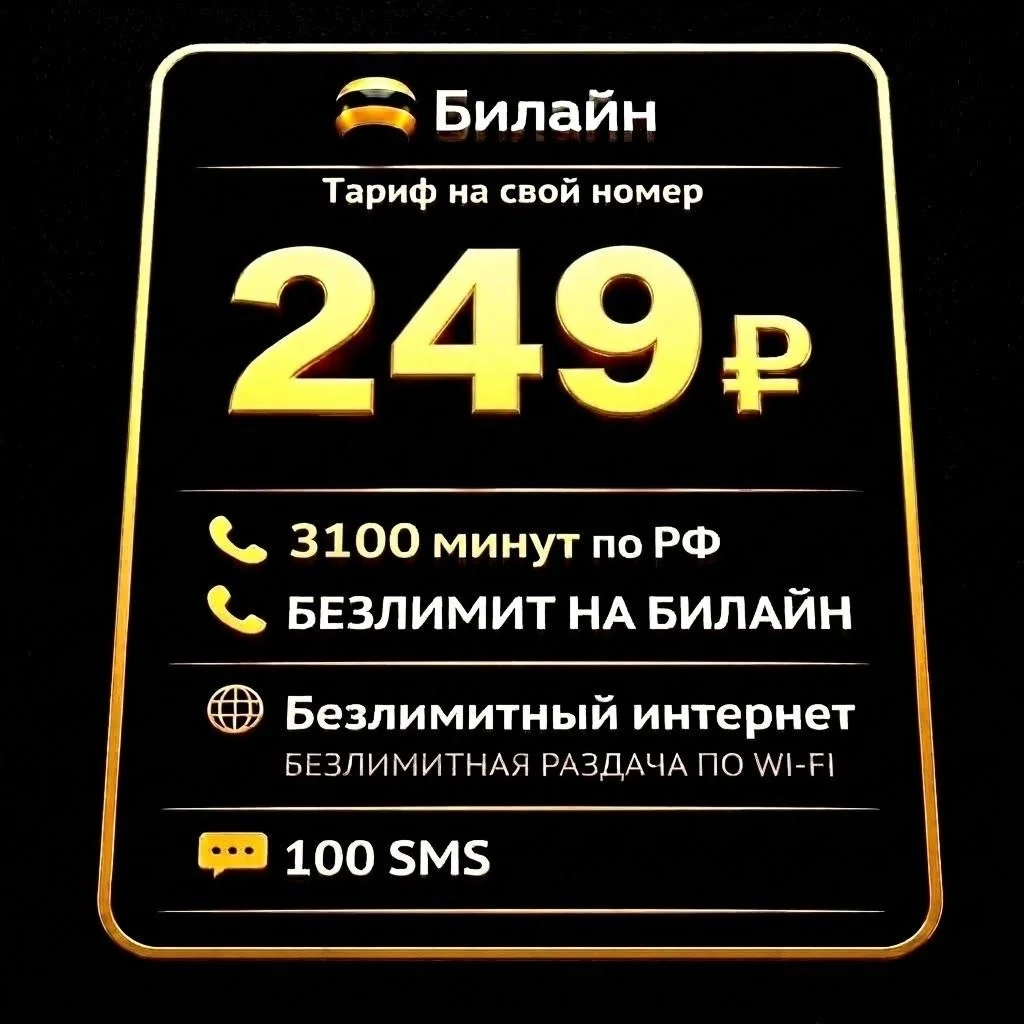 Билайн
Тариф на свой номер
249₽
3100 минут по РФ
БЕЗЛИМИТ НА БИЛАЙН
Безлимитный интернет
БЕЗЛИМИТНАЯ РАЗДАЧА ПО WI-FI
100 SMS